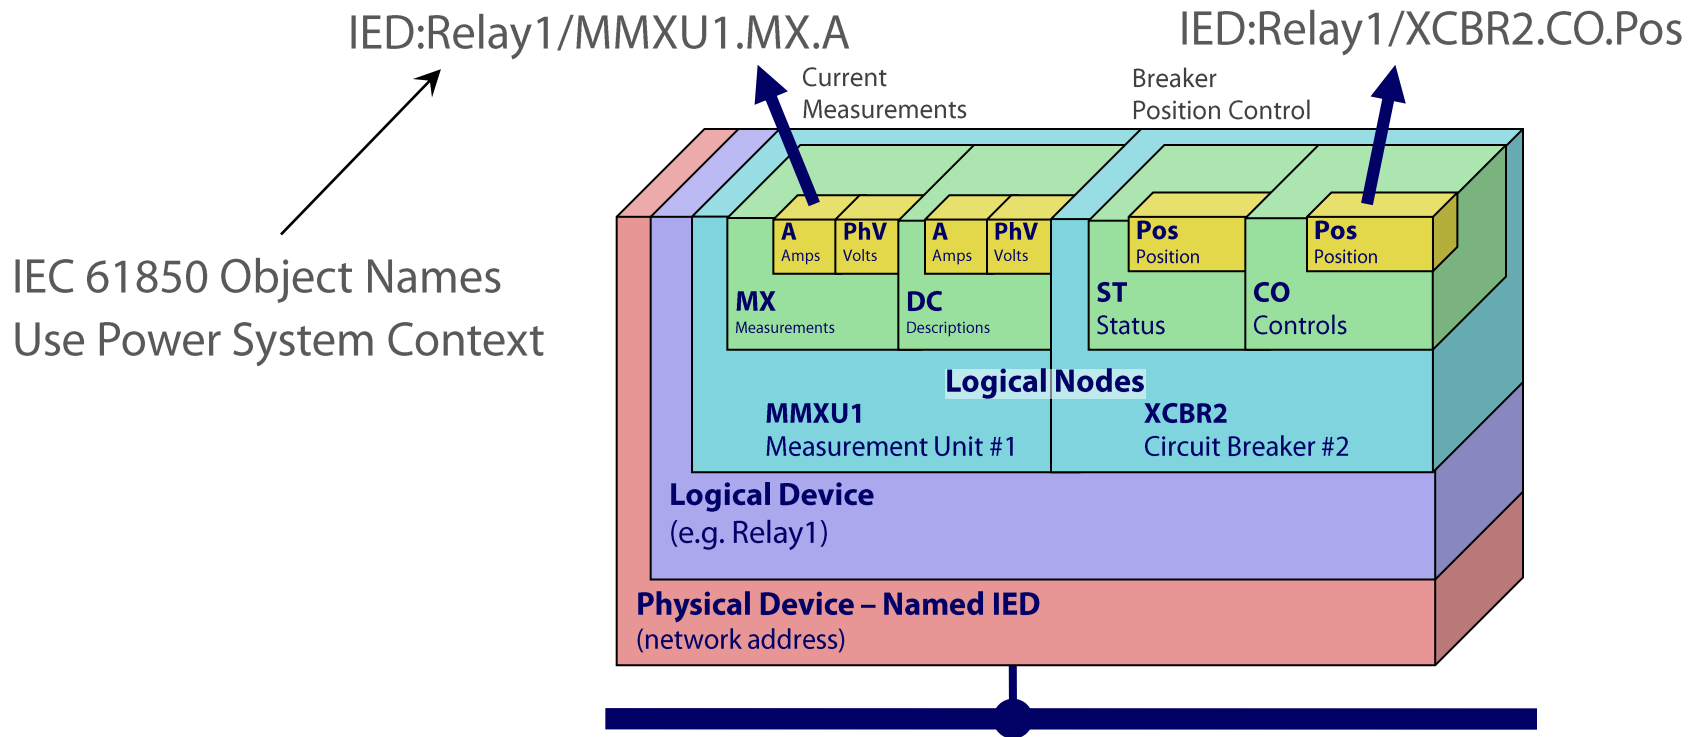 IED:Relay1/MMXU1.MX.A
IED:Relay1/XCBR2.CO.Pos
Current
Measurements
Breaker
Position Control
IEC 61850 Object Names
Use Power System Context
A
Amps
PhV
Volts
A
Amps
PhV
Volts
Pos
Position
Pos
Position
MX
Measurements
DC
Descriptions
ST
Status
CO
Controls
Logical Nodes
MMXU1
Measurement Unit #1
XCBR2
Circuit Breaker #2
Logical Device
(e.g. Relay1)
Physical Device – Named IED
(network address)